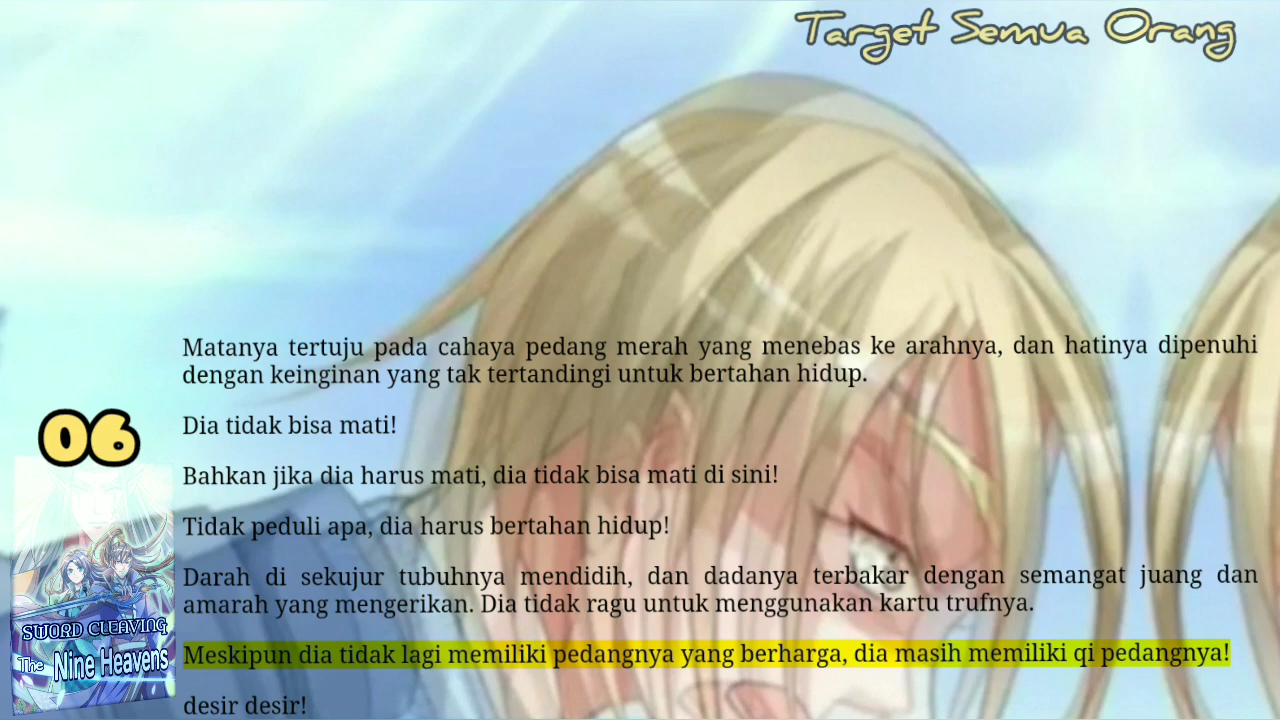 Target Semua Orang
Matanya tertuju pada cahaya pedang merah yang menebas ke arahnya, dan hatinya dipenuhi
dengan keinginan yang tak tertandingi untuk bertahan hidup.
Dia tidak bisa mati!
06
Bahkan jika dia harus mati, dia tidak bisa mati di sini!
Tidak peduli apa, dia harus bertahan hidup!
Darah di sekujur tubuhnya mendidih, dan dadanya terbakar dengan semangat juang dan
amarah yang mengerikan. Dia tidak ragu untuk menggunakan kartu trufnya.
SWORD CLEAVING
The Nine Heavens
Meskipun dia tidak lagi memiliki pedangnya yang berharga, dia masih memiliki qi pedangnya!
desir desir!